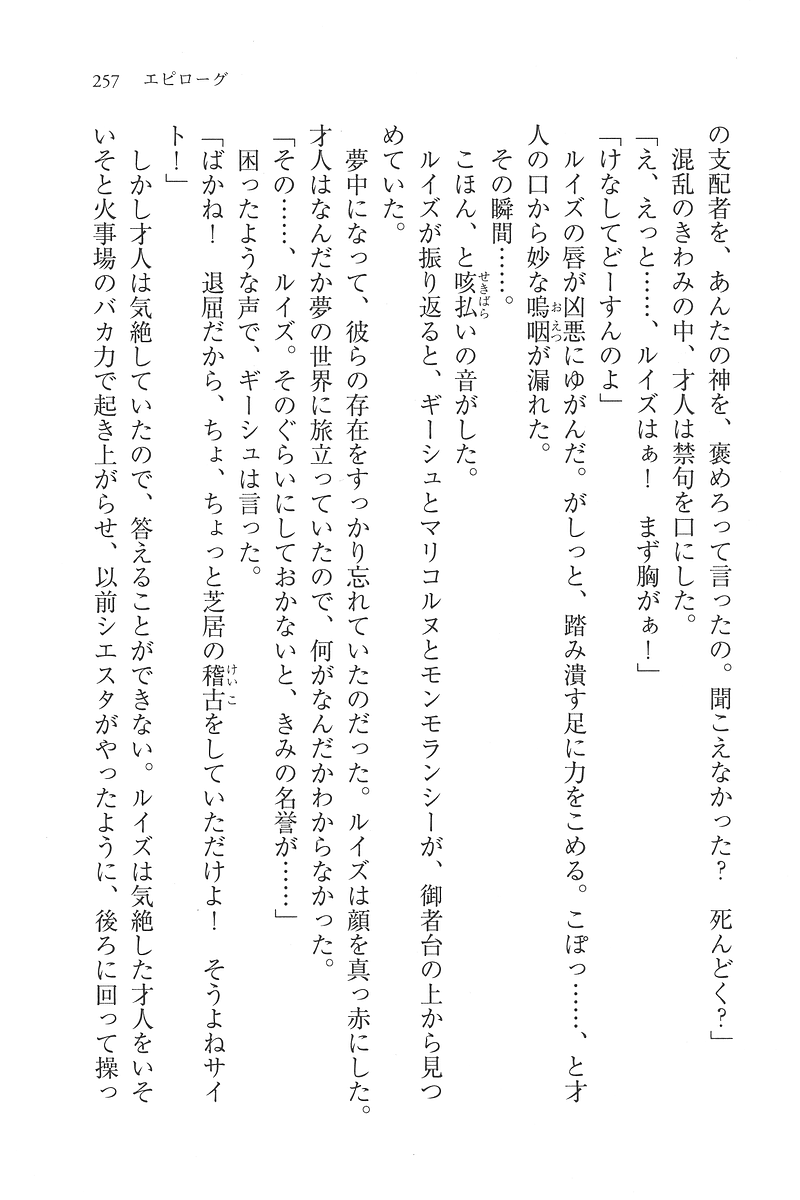 257　エピローグ
の支配者を、あんたの神を、褒めろって言ったの。聞こえなかった？　死んどく？」
　混乱のきわみの中、才人は禁句を口にした。
「え、えっと……、ルイズはぁ！　まず胸がぁ！」
「けなしてどーすんのよ」
　ルイズの唇が凶悪にゆがんだ。がしっと、踏み潰す足に力をこめる。こぽっ……、と才
人の口から妙な嗚咽が漏れた。
　その瞬間……。
　こほん、と咳払いの音がした。
　ルイズが振り返ると、ギーシュとマリコルヌとモンモランシーが、御者台の上から見つ
めていた。
　夢中になって、彼らの存在をすっかり忘れていたのだった。ルイズは顔を真っ赤にした。
才人はなんだか夢の世界に旅立っていたので、何がなんだかわからなかった。
「その……、ルイズ。そのぐらいにしておかないと、きみの名誉が……」
　困ったような声で、ギーシュは言った。
「ばかね！　退屈だから、ちょ、ちょっと芝居の稽古をしていただけよ！　そうよねサイ
ト！」
　しかし才人は気絶していたので、答えることができない。ルイズは気絶した才人をいそ
いそと火事場のバカ力で起き上がらせ、以前シエスタがやったように、後ろに回って操っ